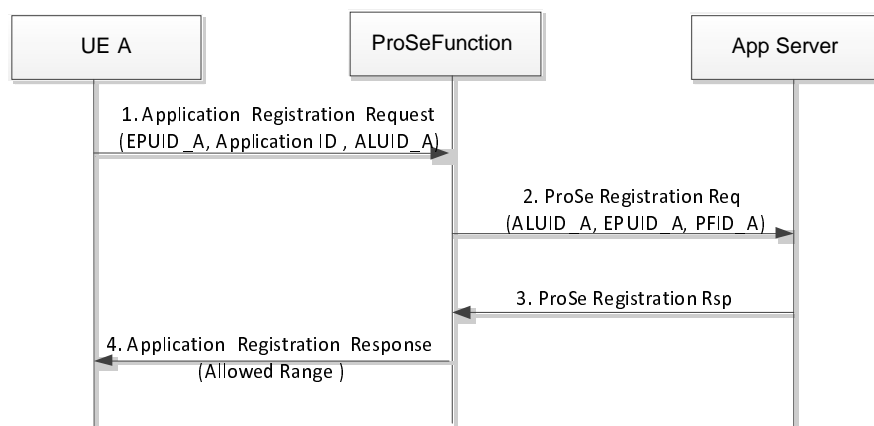 UE A
ProSeFunction
App Server
1. Application Registration Request
(EPUID_A, Application ID , ALUID_A)
2. ProSe Registration Req
(ALUID_A, EPUID_A, PFID_A)
3. ProSe Registration Rsp
4. Application Registration Response
(Allowed Range )